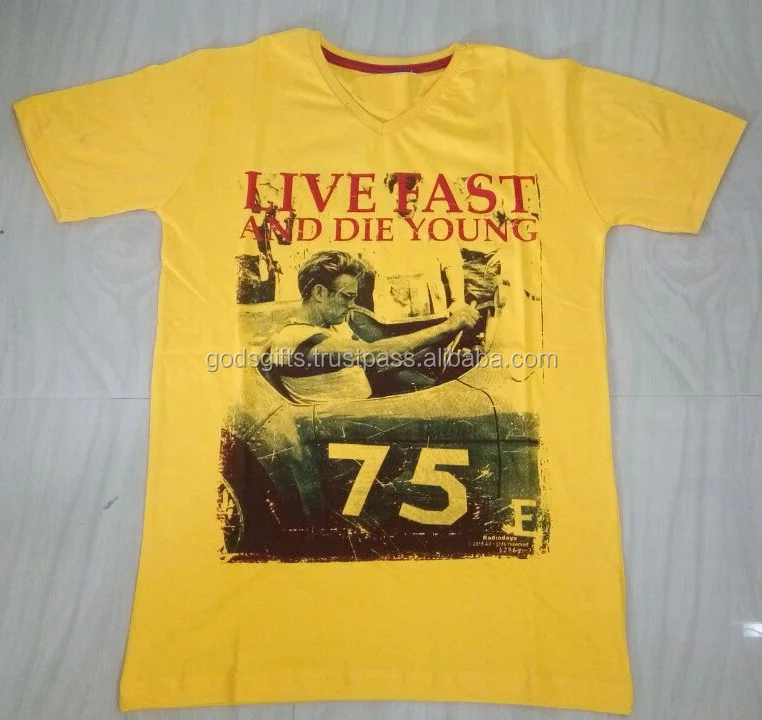 LIVE FAST
AND DIE YOUNG
godsgifts.trustpass.alibaba.com
75
E
Radiodays